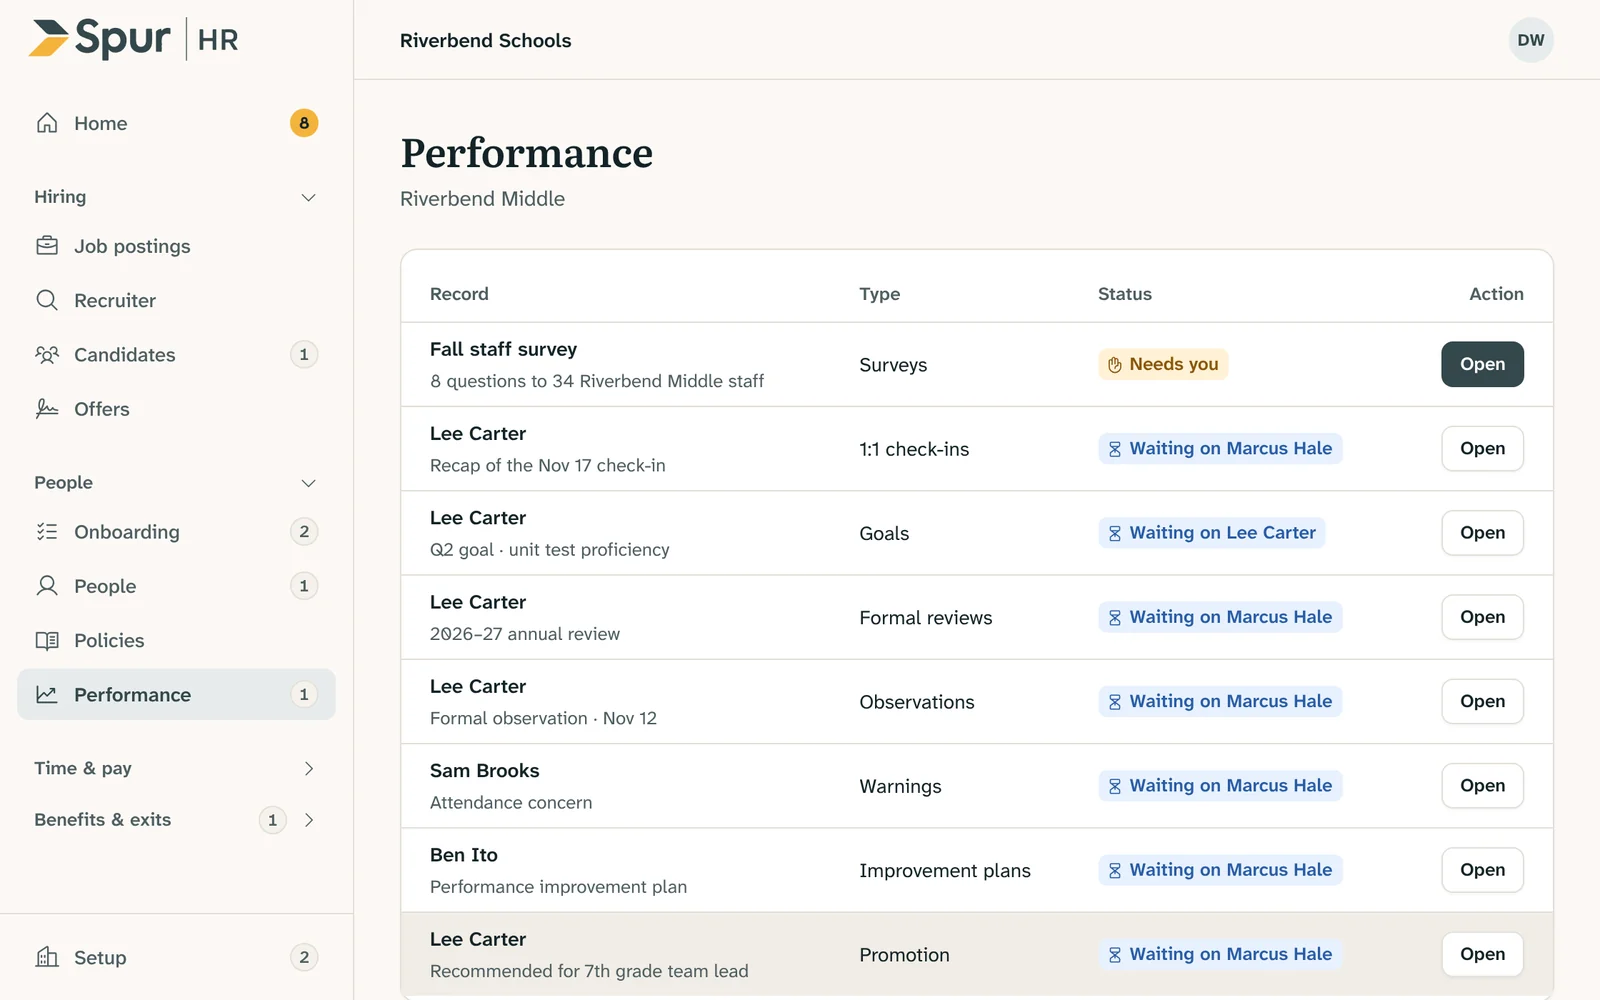 Spur HR
Riverbend Schools
DW
Home 8
Hiring
Job postings
Recruiter
Candidates 1
Offers
People
Onboarding 2
People 1
Policies
Performance 1
Time & pay
Benefits & exits 1
Setup 2
Performance
Riverbend Middle
Record Type Status Action
Fall staff survey
8 questions to 34 Riverbend Middle staff
Surveys
Needs you
Open
Lee Carter
Recap of the Nov 17 check-in
1:1 check-ins
Waiting on Marcus Hale
Open
Lee Carter
Q2 goal · unit test proficiency
Goals
Waiting on Lee Carter
Open
Lee Carter
2026–27 annual review
Formal reviews
Waiting on Marcus Hale
Open
Lee Carter
Formal observation · Nov 12
Observations
Waiting on Marcus Hale
Open
Sam Brooks
Attendance concern
Warnings
Waiting on Marcus Hale
Open
Ben Ito
Performance improvement plan
Improvement plans
Waiting on Marcus Hale
Open
Lee Carter
Recommended for 7th grade team lead
Promotion
Waiting on Marcus Hale
Open